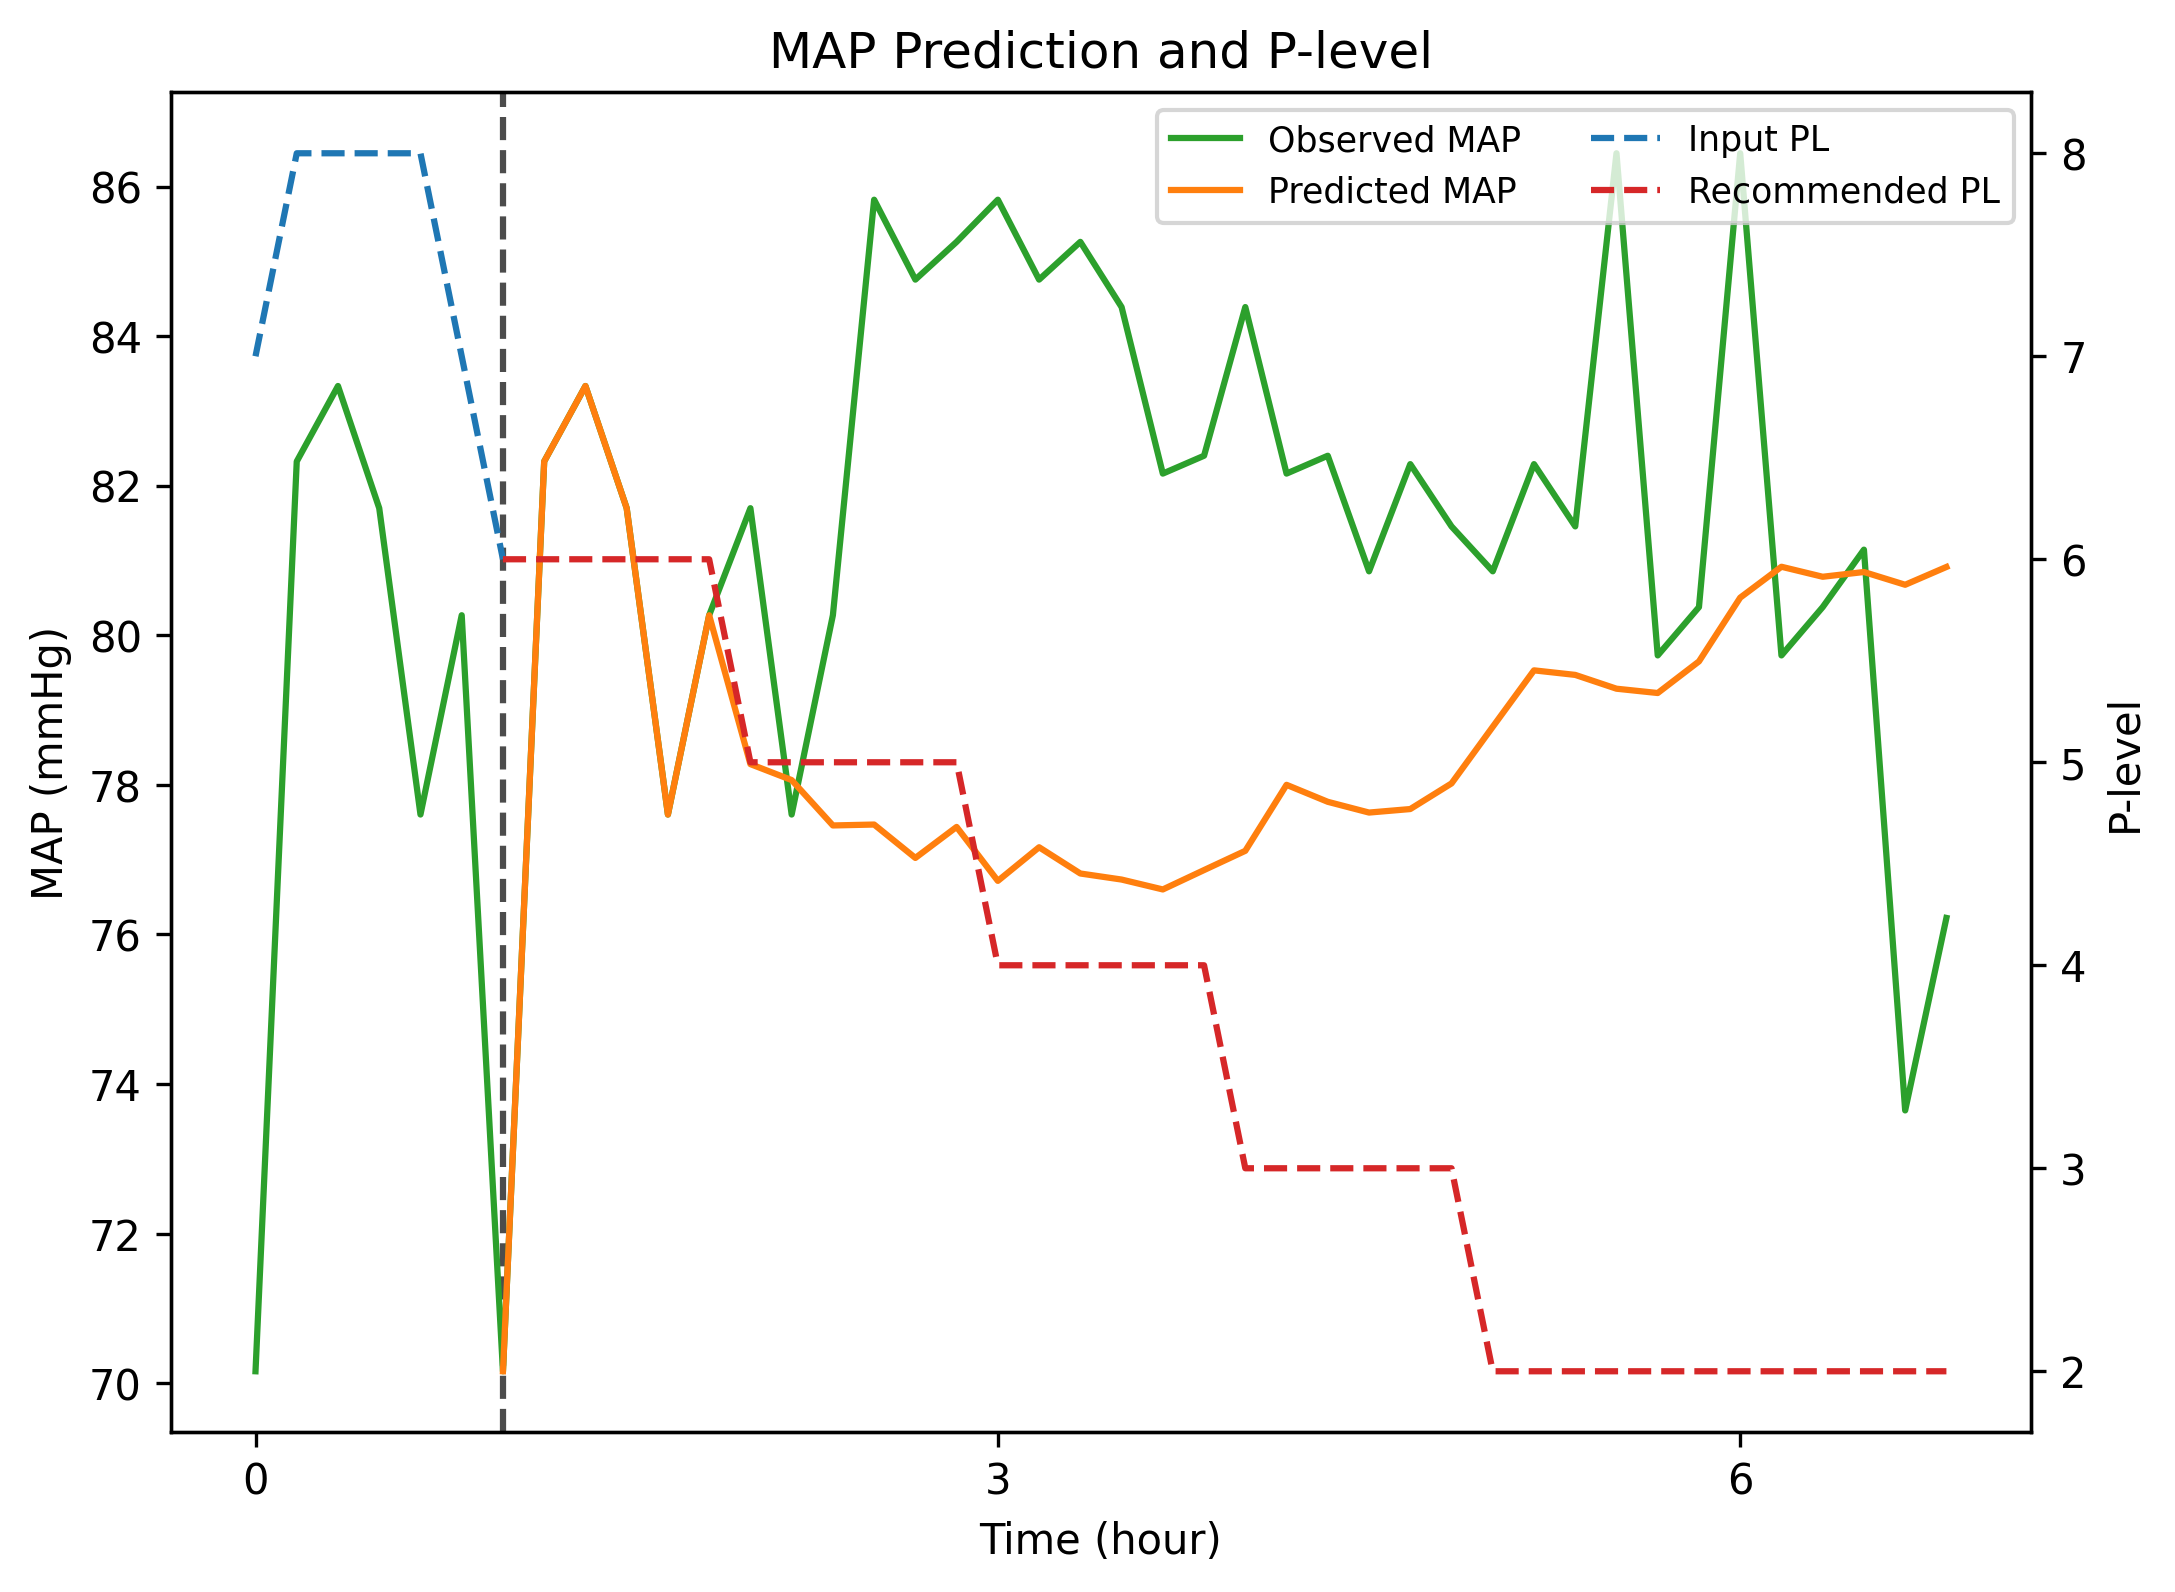 MAP Prediction and P-level
Observed MAP
Predicted MAP
Input PL
Recommended PL
MAP (mmHg)
86
84
82
80
78
76
74
72
70
8
7
6
5
4
3
2
P-level
0 3 6
Time (hour)